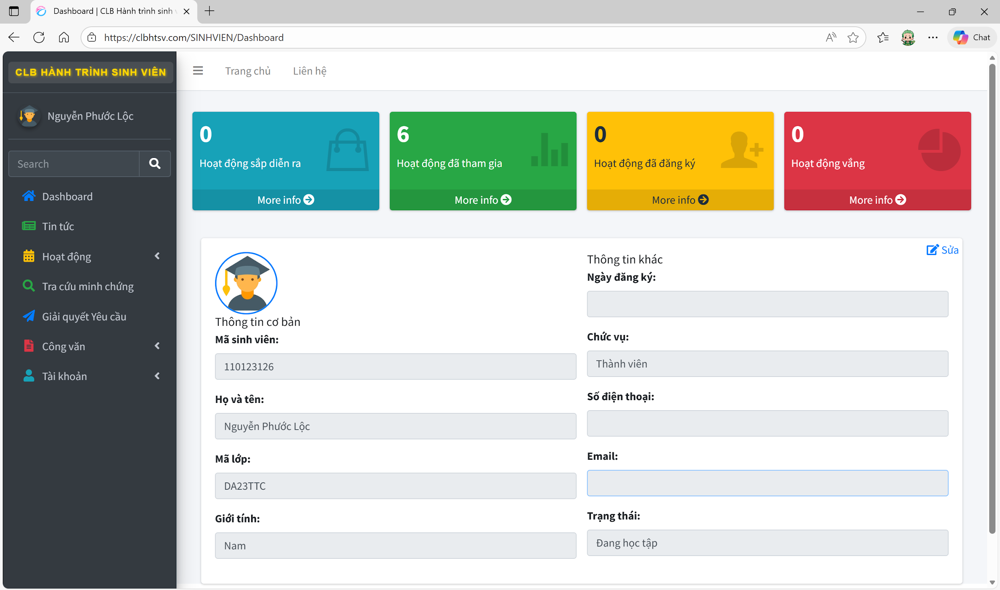 Dashboard | CLB Hành trình sinh
https://clbhtsv.com/SINHVIEN/Dashboard
Chat
CLB HÀNH TRÌNH SINH VIÊN
Trang chủ
Liên hệ
Nguyễn Phước Lộc
Search
Dashboard
Tin tức
Hoạt động
Tra cứu minh chứng
Giải quyết Yêu cầu
Công văn
Tài khoản
0
Hoạt động sắp diễn ra
More info
6
Hoạt động đã tham gia
More info
0
Hoạt động đã đăng ký
More info
0
Hoạt động vắng
More info
Sửa
Thông tin cơ bản
Mã sinh viên:
110123126
Họ và tên:
Nguyễn Phước Lộc
Mã lớp:
DA23TTC
Giới tính:
Nam
Thông tin khác
Ngày đăng ký:
Chức vụ:
Thành viên
Số điện thoại:
Email:
Trạng thái:
Đang học tập